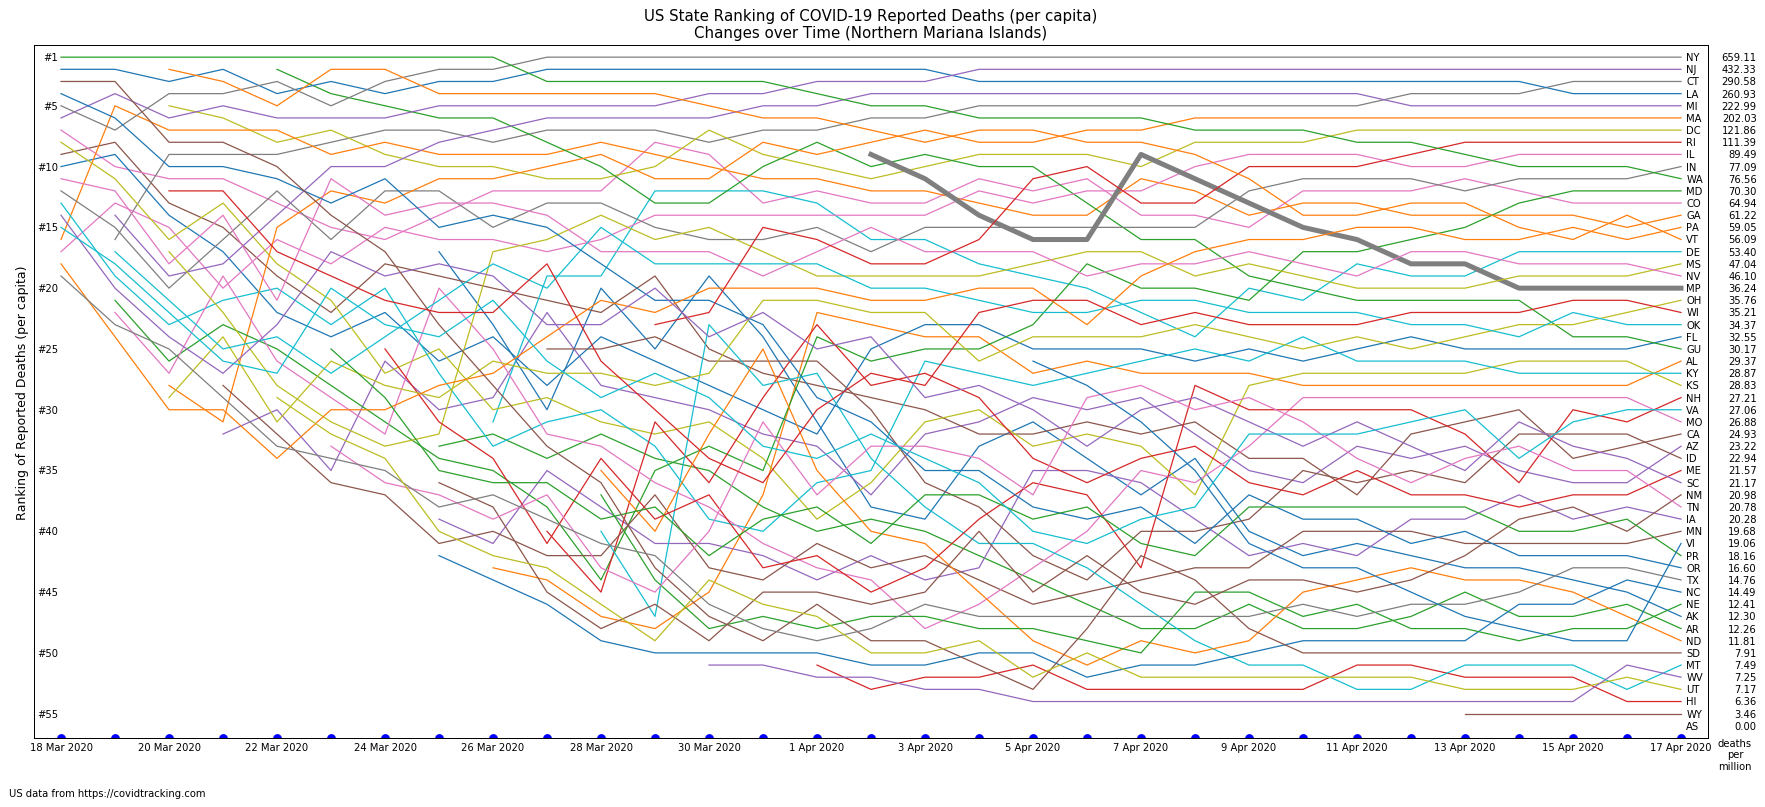 US State Ranking of COVID-19 Reported Deaths (per capita)
Changes over Time (Northern Mariana Islands)
Ranking of Reported Deaths (per capita)
#1
#5
#10
#15
#20
#25
#30
#35
#40
#45
#50
#55
NY 659.11
NJ 432.33
CT 290.58
LA 260.93
MI 222.99
MA 202.03
DC 121.86
RI 111.39
IL 89.49
IN 77.09
WA 76.56
MD 70.30
CO 64.94
GA 61.22
PA 59.05
VT 56.09
DE 53.40
MS 47.04
NV 46.10
MP 36.24
OH 35.76
WI 35.21
OK 34.37
FL 32.55
GU 30.17
AL 29.37
KY 28.87
KS 28.83
NH 27.21
VA 27.06
MO 26.88
CA 24.93
AZ 23.22
ID 22.94
ME 21.57
SC 21.17
NM 20.98
TN 20.78
IA 20.28
MN 19.68
VI 19.06
PR 18.16
OR 16.60
TX 14.76
NC 14.49
NE 12.41
AK 12.30
AR 12.26
ND 11.81
SD 7.91
MT 7.49
WV 7.25
UT 7.17
HI 6.36
WY 3.46
AS 0.00
18 Mar 2020 20 Mar 2020 22 Mar 2020 24 Mar 2020 26 Mar 2020 28 Mar 2020 30 Mar 2020 1 Apr 2020 3 Apr 2020 5 Apr 2020 7 Apr 2020 9 Apr 2020 11 Apr 2020 13 Apr 2020 15 Apr 2020 17 Apr 2020
deaths
per
million
US data from https://covidtracking.com